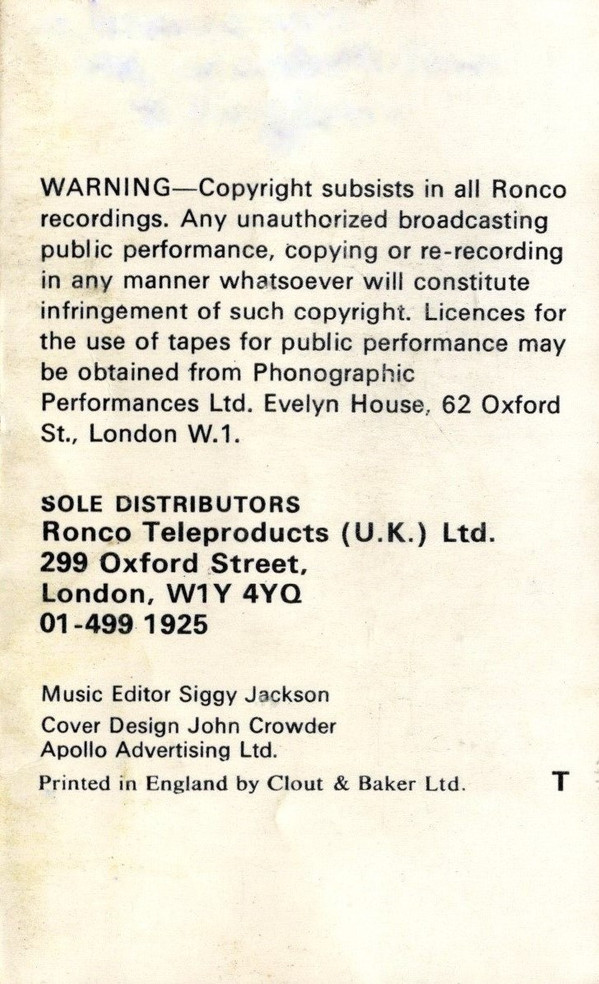 WARNING—Copyright subsists in all Ronco
recordings. Any unauthorized broadcasting
public performance, copying or re-recording
in any manner whatsoever will constitute
infringement of such copyright. Licences for
the use of tapes for public performance may
be obtained from Phonographic
Performances Ltd. Evelyn House, 62 Oxford
St., London W.1.
SOLE DISTRIBUTORS
Ronco Teleproducts (U.K.) Ltd.
299 Oxford Street,
London, W1Y 4YQ
01-499 1925
Music Editor Siggy Jackson
Cover Design John Crowder
Apollo Advertising Ltd.
Printed in England by Clout & Baker Ltd. T